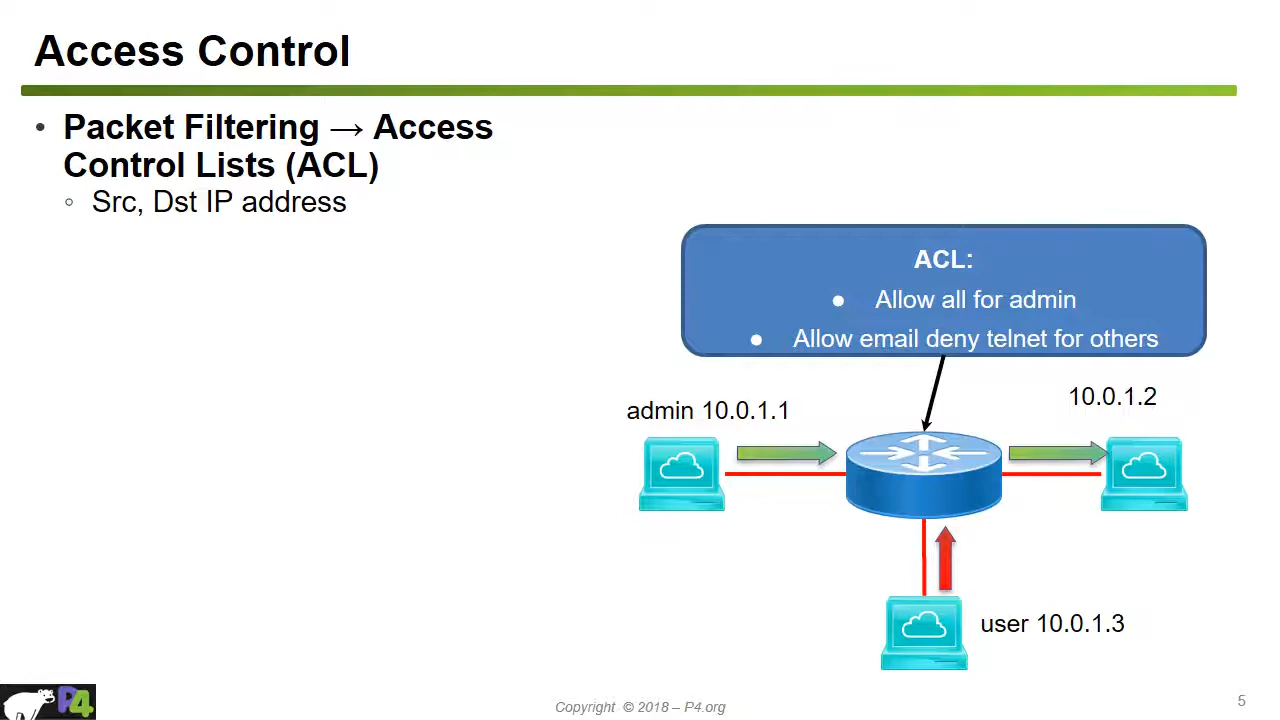 Access Control
• Packet Filtering → Access
Control Lists (ACL)
◦ Src, Dst IP address
ACL:
● Allow all for admin
● Allow email deny telnet for others
admin 10.0.1.1
10.0.1.2
user 10.0.1.3
P4
Copyright © 2018 – P4.org
5